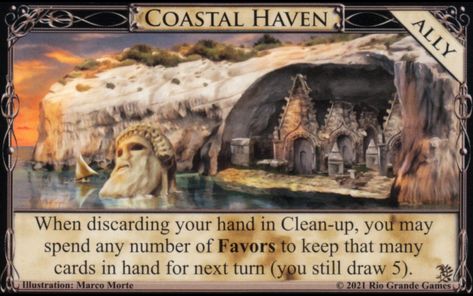 COASTAL HAVEN
ALLY
When discarding your hand in Clean-up, you may
spend any number of Favors to keep that many
cards in hand for next turn (you still draw 5).
Illustration: Marco Morte
© 2021 Rio Grande Games